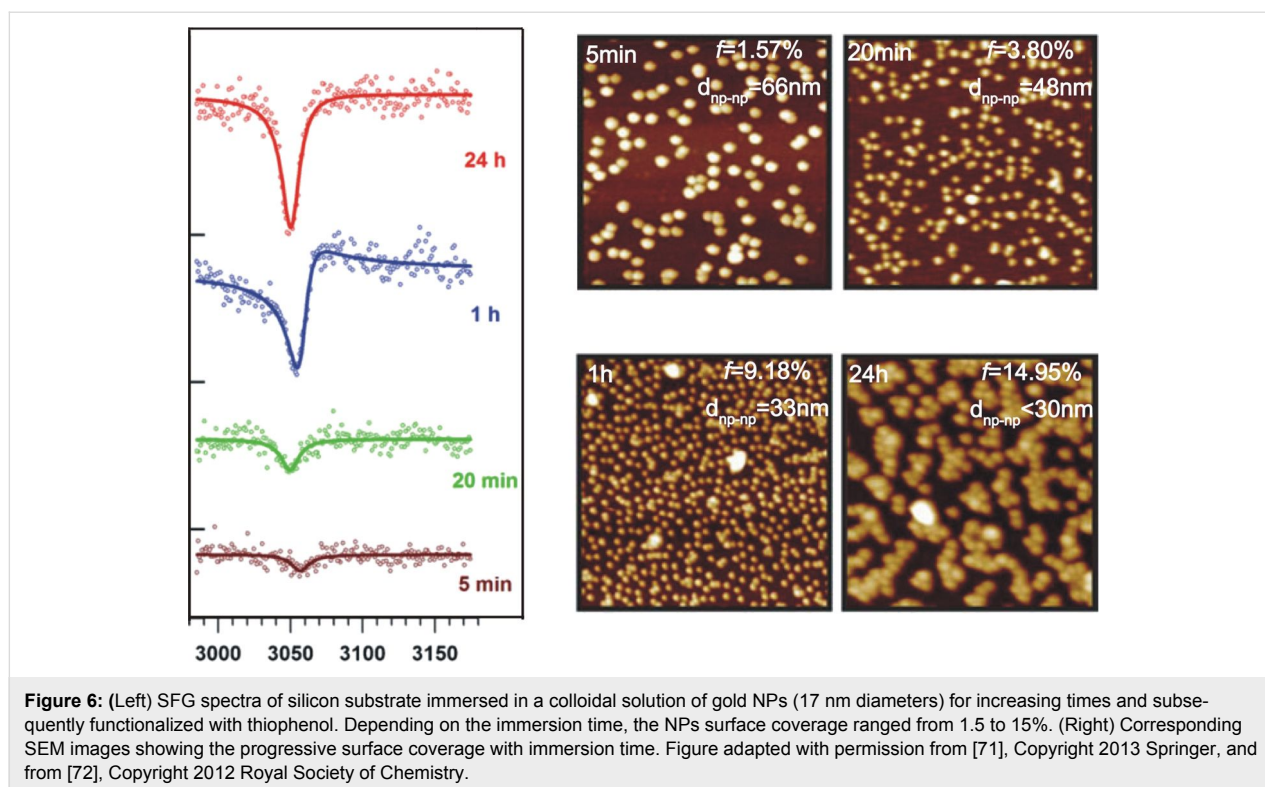 24 h
1 h
20 min
5 min
3000 3050 3100 3150
5min f=1.57%
dnp-np=66nm
20min f=3.80%
dnp-np=48nm
1h f=9.18%
dnp-np=33nm
24h f=14.95%
dnp-np<30nm
Figure 6: (Left) SFG spectra of silicon substrate immersed in a colloidal solution of gold NPs (17 nm diameters) for increasing times and subse-
quently functionalized with thiophenol. Depending on the immersion time, the NPs surface coverage ranged from 1.5 to 15%. (Right) Corresponding
SEM images showing the progressive surface coverage with immersion time. Figure adapted with permission from [71], Copyright 2013 Springer, and
from [72], Copyright 2012 Royal Society of Chemistry.